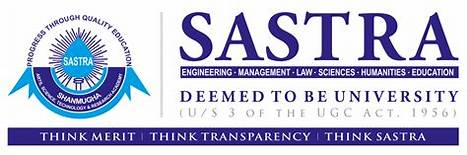 PROGRESS THROUGH QUALITY EDUCATION
SASTRA
SHANMUGHA
ARTS, SCIENCE, TECHNOLOGY & RESEARCH ACADEMY
SASTRA
ENGINEERING · MANAGEMENT · LAW · SCIENCES · HUMANITIES · EDUCATION
DEEMED TO BE UNIVERSITY
(U/S 3 OF THE UGC ACT, 1956)
THINK MERIT | THINK TRANSPARENCY | THINK SASTRA